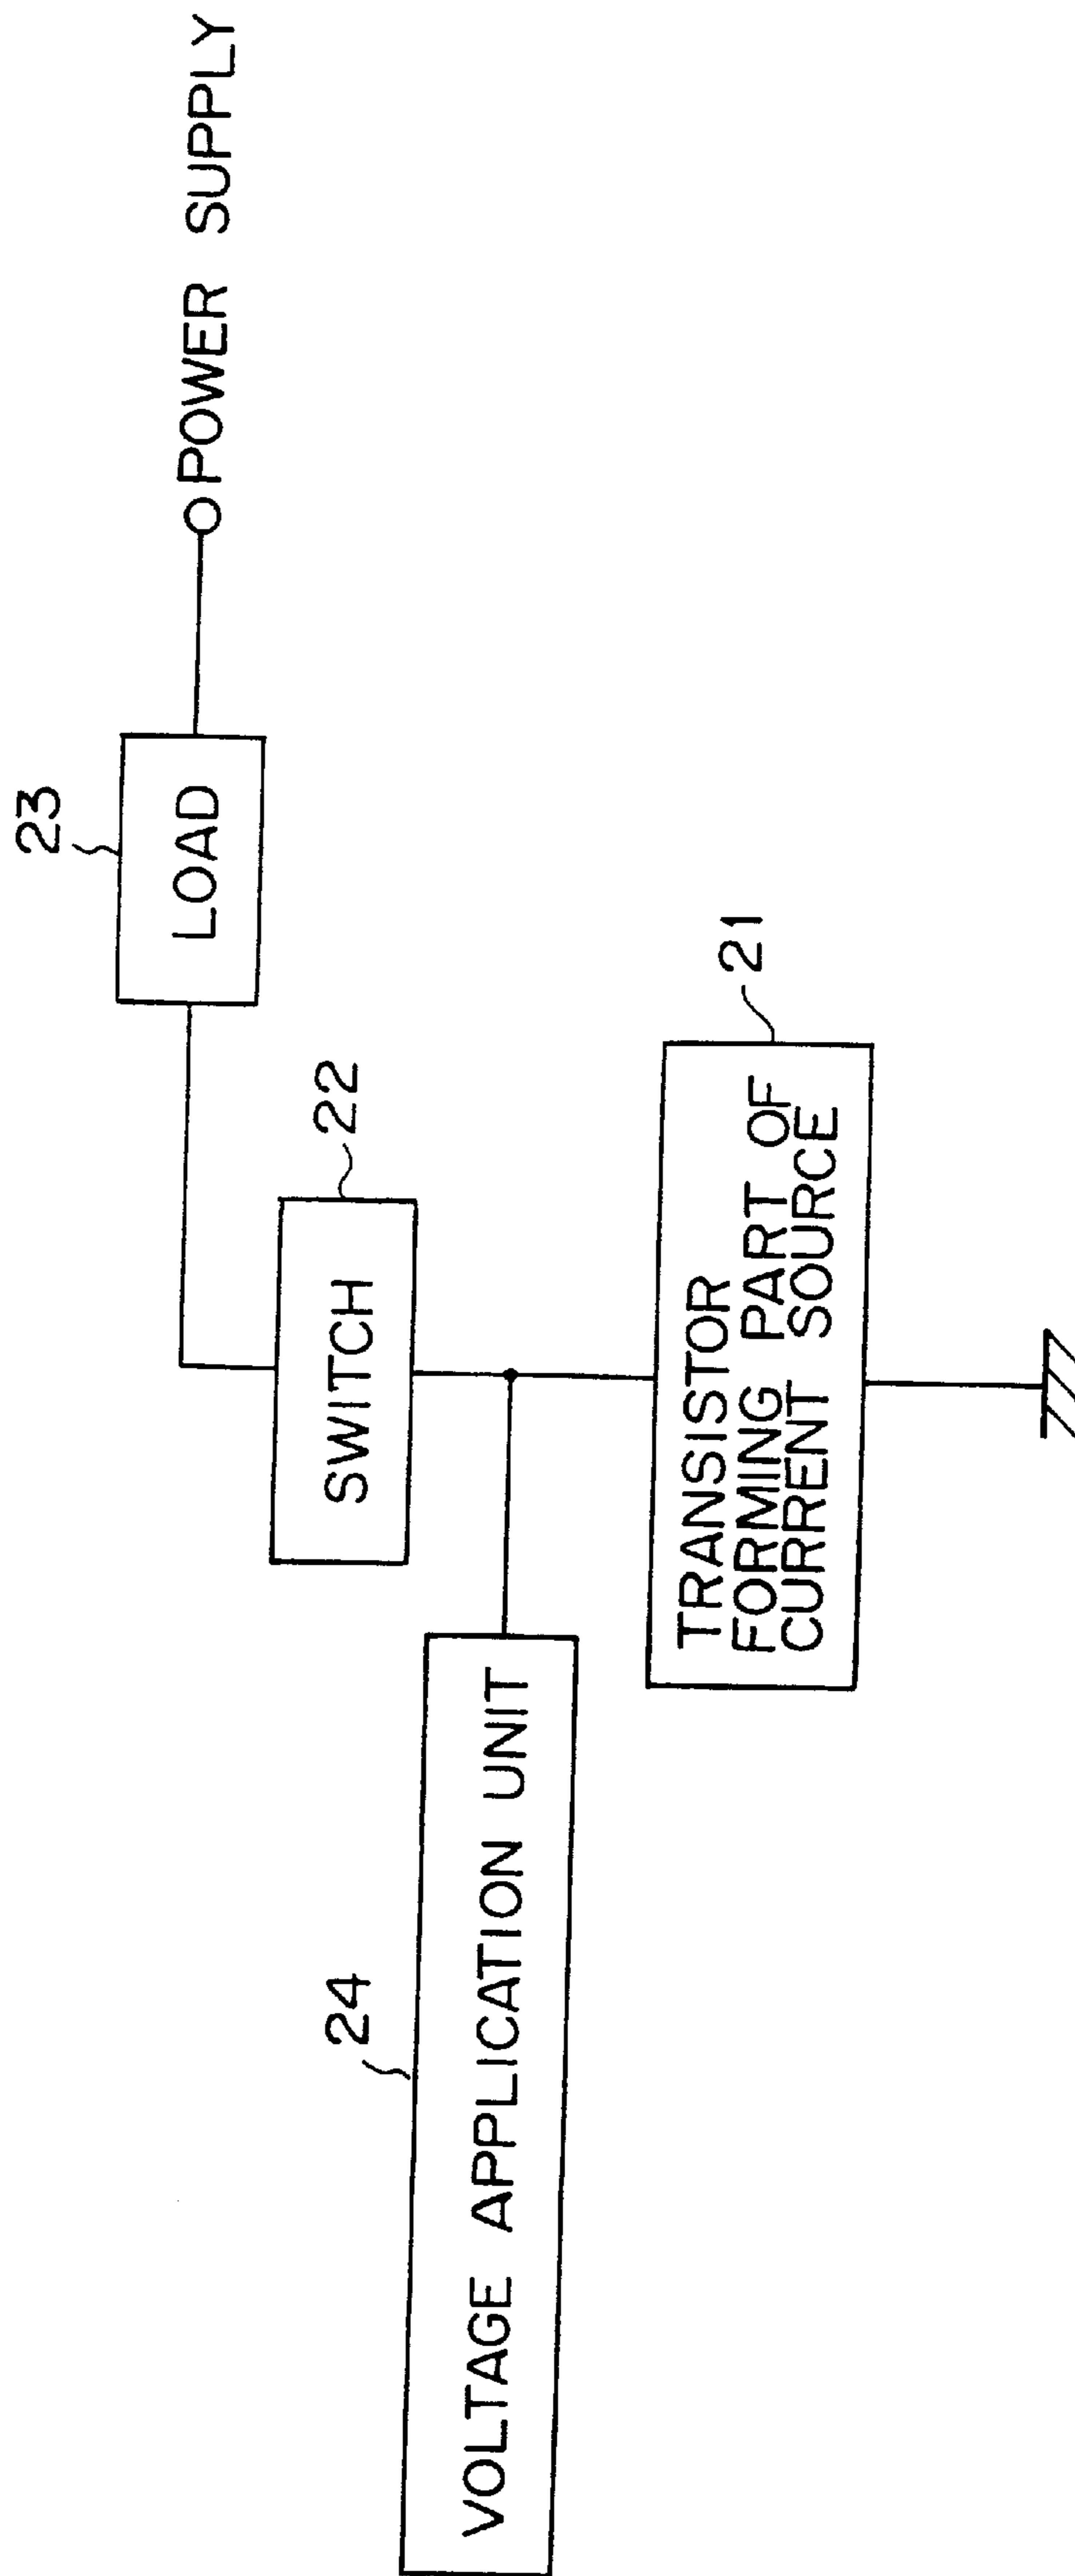 POWER SUPPLY
23
LOAD
22
SWITCH
24
VOLTAGE APPLICATION UNIT
21
TRANSISTOR
FORMING PART OF
CURRENT SOURCE